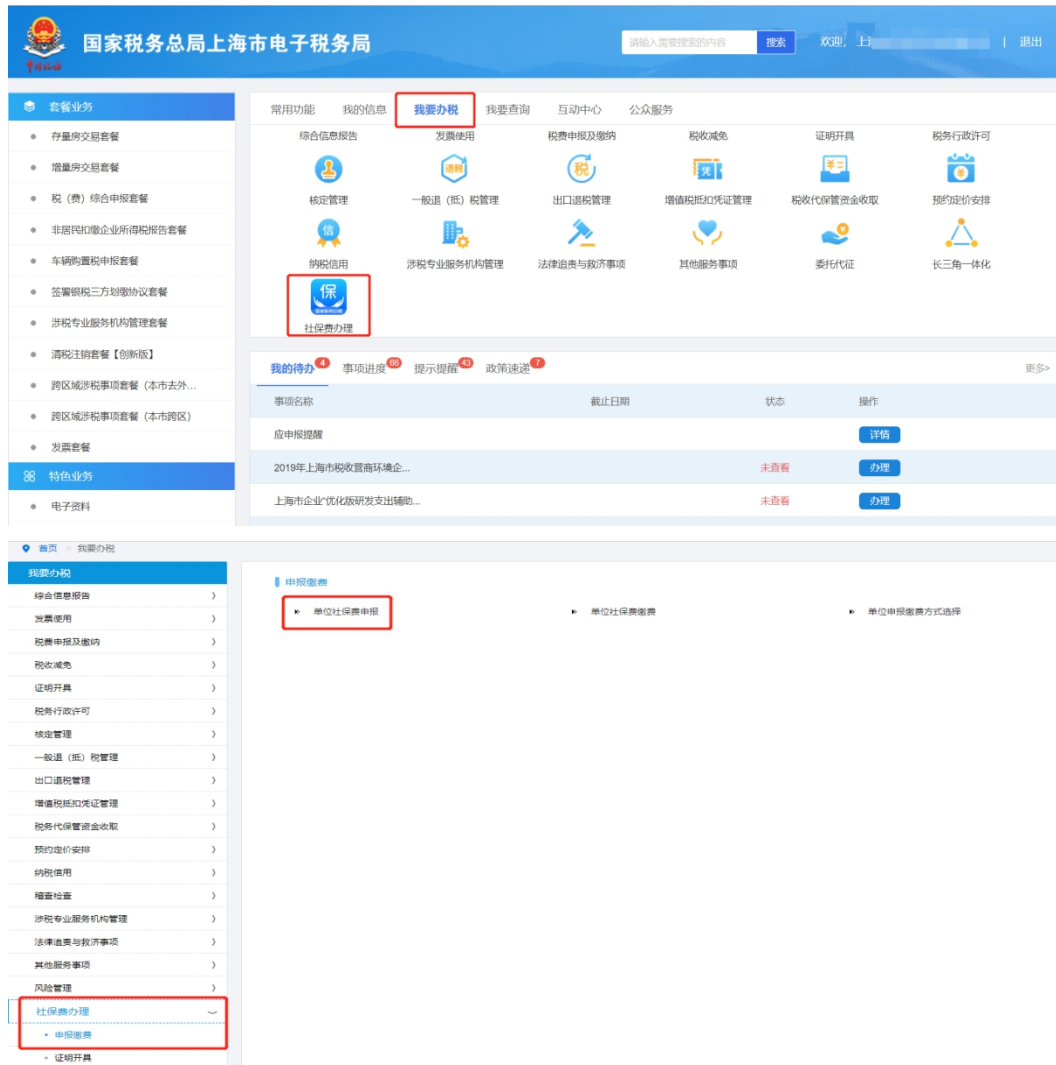 国家税务总局上海市电子税务局
请输入需要搜索的内容 搜索 欢迎, 上 | 退出
中国税务
套餐业务
存量房交易套餐
增量房交易套餐
税（费）综合申报套餐
非居民扣缴企业所得税报告套餐
车辆购置税申报套餐
签署银税三方划缴协议套餐
涉税专业服务机构管理套餐
清税注销套餐【创新版】
跨区域涉税事项套餐（本市去外...
跨区域涉税事项套餐（本市跨区）
发票套餐
特色业务
电子资料
常用功能 我的信息 我要办税 我要查询 互动中心 公众服务
综合信息报告 发票使用 税费申报及缴纳 税收减免 证明开具 税务行政许可
退税 税 凭
核定管理 一般退（抵）税管理 出口退税管理 增值税抵扣凭证管理 税收代保管资金收取 预约定价安排
信
纳税信用 涉税专业服务机构管理 法律追责与救济事项 其他服务事项 委托代征 长三角一体化
保
社保费办理
我的待办 4 事项进度 66 提示提醒 43 政策速递 7 更多>
事项名称 截止日期 状态 操作
应申报提醒 详情
2019年上海市税收营商环境企... 未查看 办理
上海市企业“优化版研发支出辅助... 未查看 办理
首页 > 我要办税
我要办税
综合信息报告
发票使用
税费申报及缴纳
税收减免
证明开具
税务行政许可
核定管理
一般退（抵）税管理
出口退税管理
增值税抵扣凭证管理
税务代保管资金收取
预约定价安排
纳税信用
稽查检查
涉税专业服务机构管理
法律追责与救济事项
其他服务事项
风险管理
社保费办理
申报缴费
证明开具
申报缴费
单位社保费申报 单位社保费缴费 单位申报缴费方式选择